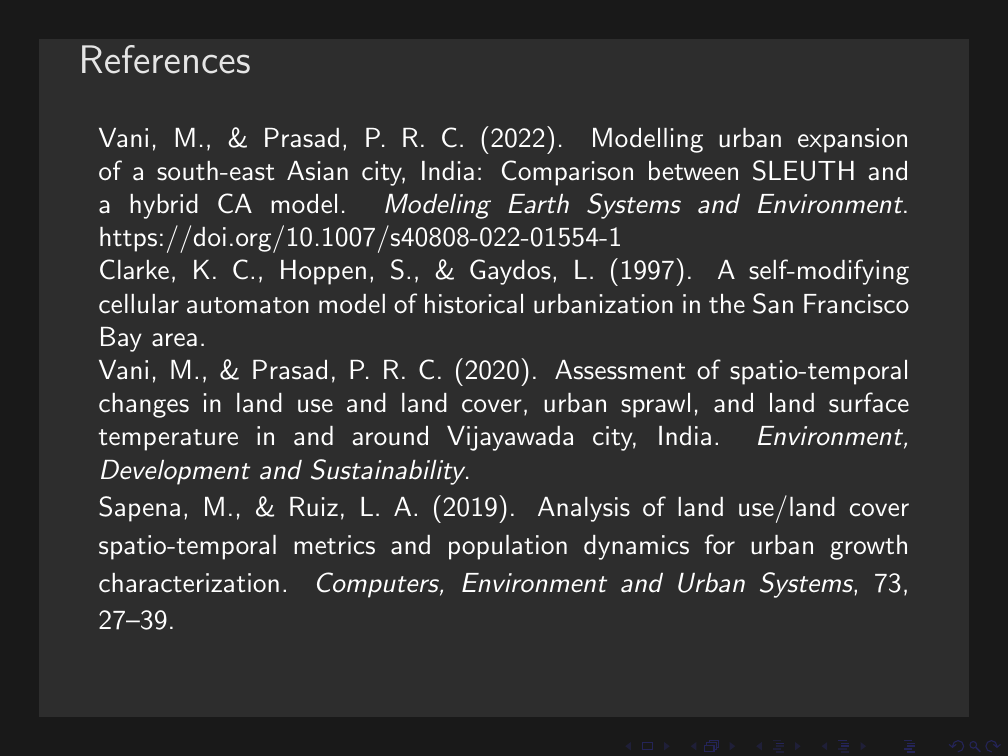 References
Vani, M., & Prasad, P. R. C. (2022). Modelling urban expansion
of a south-east Asian city, India: Comparison between SLEUTH and
a hybrid CA model. Modeling Earth Systems and Environment.
https://doi.org/10.1007/s40808-022-01554-1
Clarke, K. C., Hoppen, S., & Gaydos, L. (1997). A self-modifying
cellular automaton model of historical urbanization in the San Francisco
Bay area.
Vani, M., & Prasad, P. R. C. (2020). Assessment of spatio-temporal
changes in land use and land cover, urban sprawl, and land surface
temperature in and around Vijayawada city, India. Environment,
Development and Sustainability.
Sapena, M., & Ruiz, L. A. (2019). Analysis of land use/land cover
spatio-temporal metrics and population dynamics for urban growth
characterization. Computers, Environment and Urban Systems, 73,
27–39.